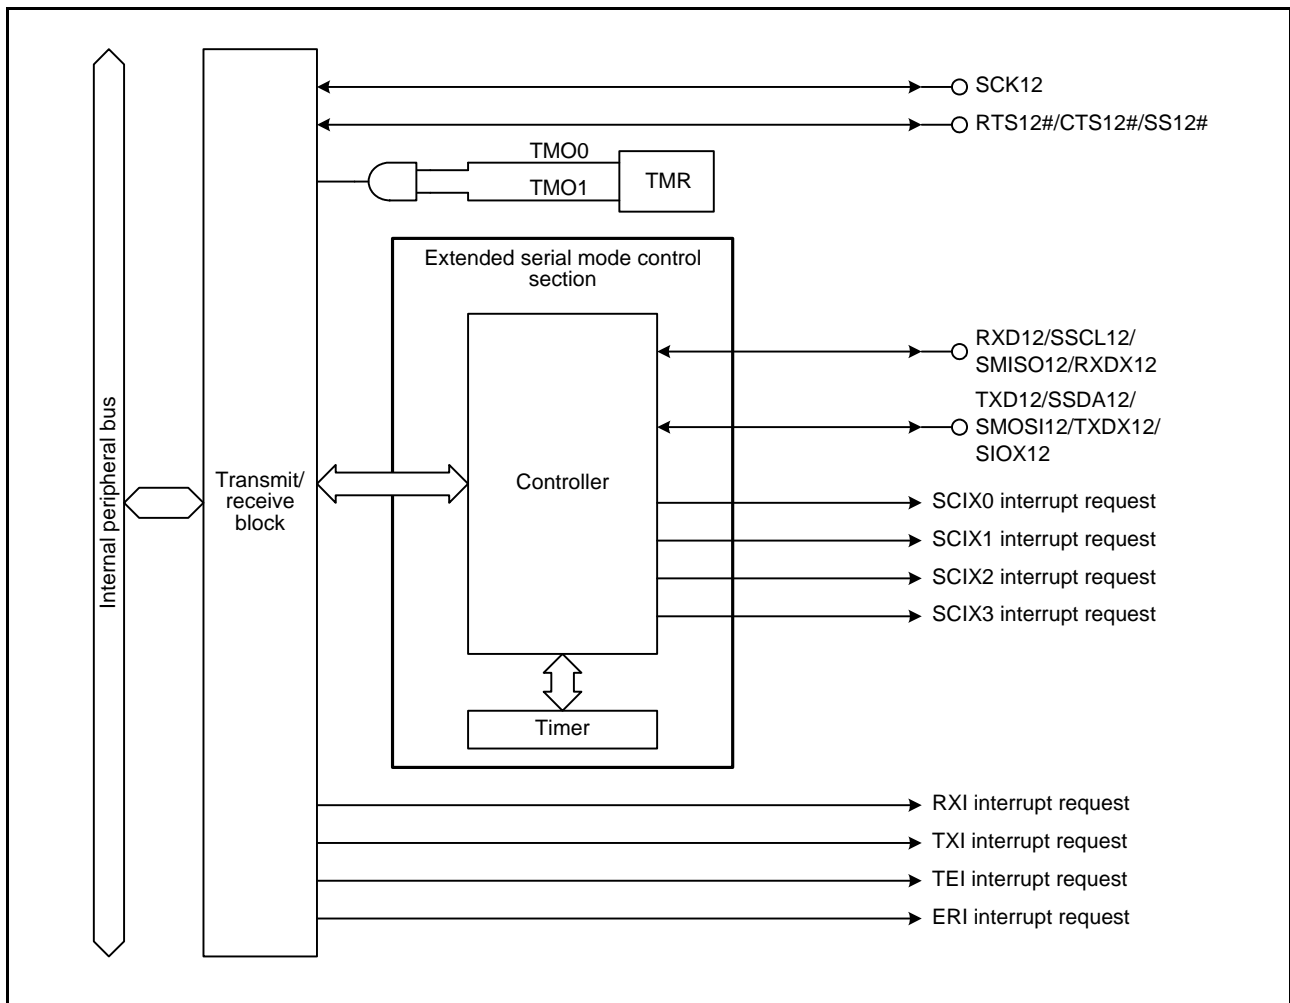 SCK12
RTS12#/CTS12#/SS12#
TMO0
TMO1
TMR
Extended serial mode control
section
RXD12/SSCL12/
SMISO12/RXDX12
TXD12/SSDA12/
SMOSI12/TXDX12/
SIOX12
Internal peripheral bus
Transmit/
receive
block
Controller
SCIX0 interrupt request
SCIX1 interrupt request
SCIX2 interrupt request
SCIX3 interrupt request
Timer
RXI interrupt request
TXI interrupt request
TEI interrupt request
ERI interrupt request